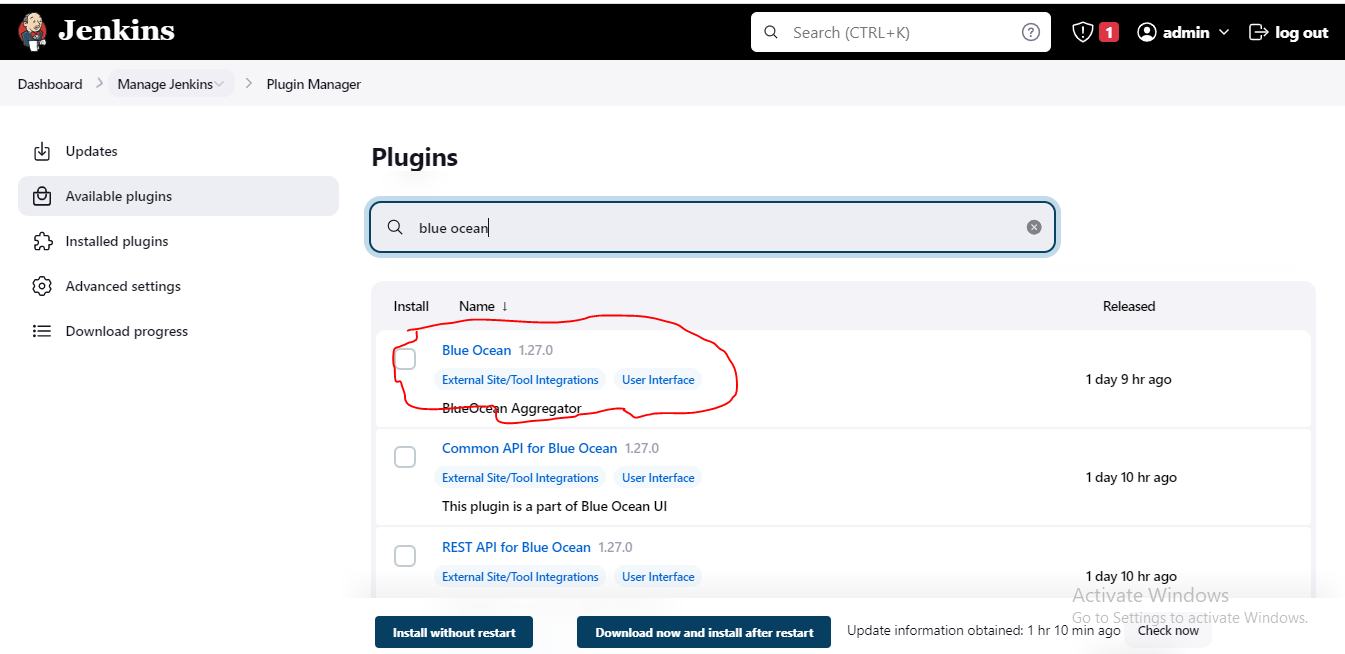 Jenkins
Search (CTRL+K)
1
admin
log out
Dashboard
Manage Jenkins
Plugin Manager
Updates
Available plugins
Installed plugins
Advanced settings
Download progress
Plugins
blue ocean
Install Name ↓ Released
Blue Ocean 1.27.0
External Site/Tool Integrations User Interface
1 day 9 hr ago
BlueOcean Aggregator
Common API for Blue Ocean 1.27.0
External Site/Tool Integrations User Interface
1 day 10 hr ago
This plugin is a part of Blue Ocean UI
REST API for Blue Ocean 1.27.0
External Site/Tool Integrations User Interface
1 day 10 hr ago
Activate Windows
Go to Settings to activate Windows.
Install without restart
Download now and install after restart
Update information obtained: 1 hr 10 min ago
Check now